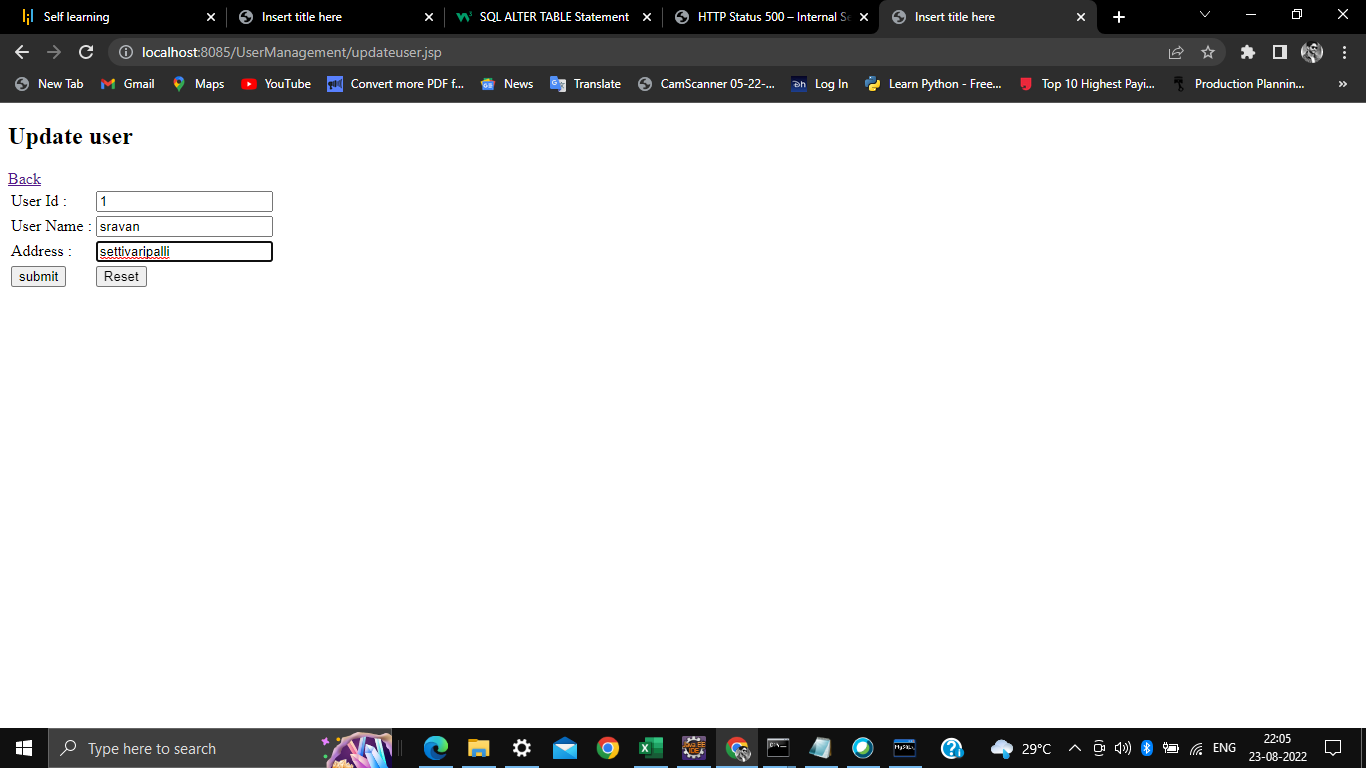 Self learning
Insert title here
SQL ALTER TABLE Statement
HTTP Status 500 – Internal Se
Insert title here
localhost:8085/UserManagement/updateuser.jsp
New Tab
Gmail
Maps
YouTube
Convert more PDF f...
News
Translate
CamScanner 05-22-...
Log In
Learn Python - Free...
Top 10 Highest Payi...
Production Plannin...
»
Update user
Back
User Id : 1
User Name : sravan
Address : settivaripalli
submit Reset
Type here to search
29°C
ENG
22:05
23-08-2022